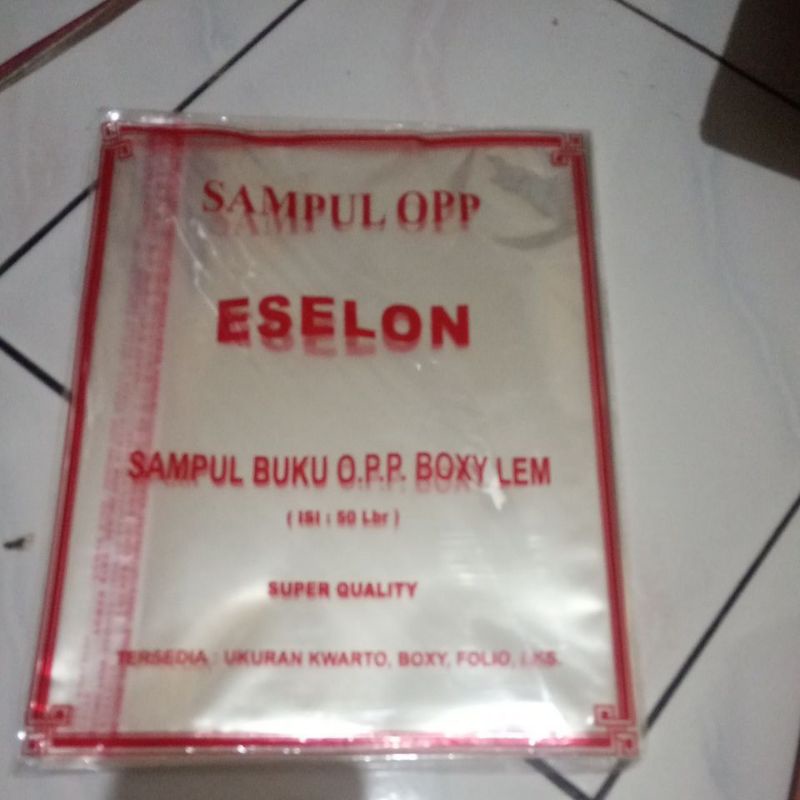 SAMPUL OPP
ESELON
SAMPUL BUKU O.P.P. BOXY LEM
( ISI : 50 Lbr )
SUPER QUALITY
TERSEDIA : UKURAN KWARTO, BOXY, FOLIO, LKS.